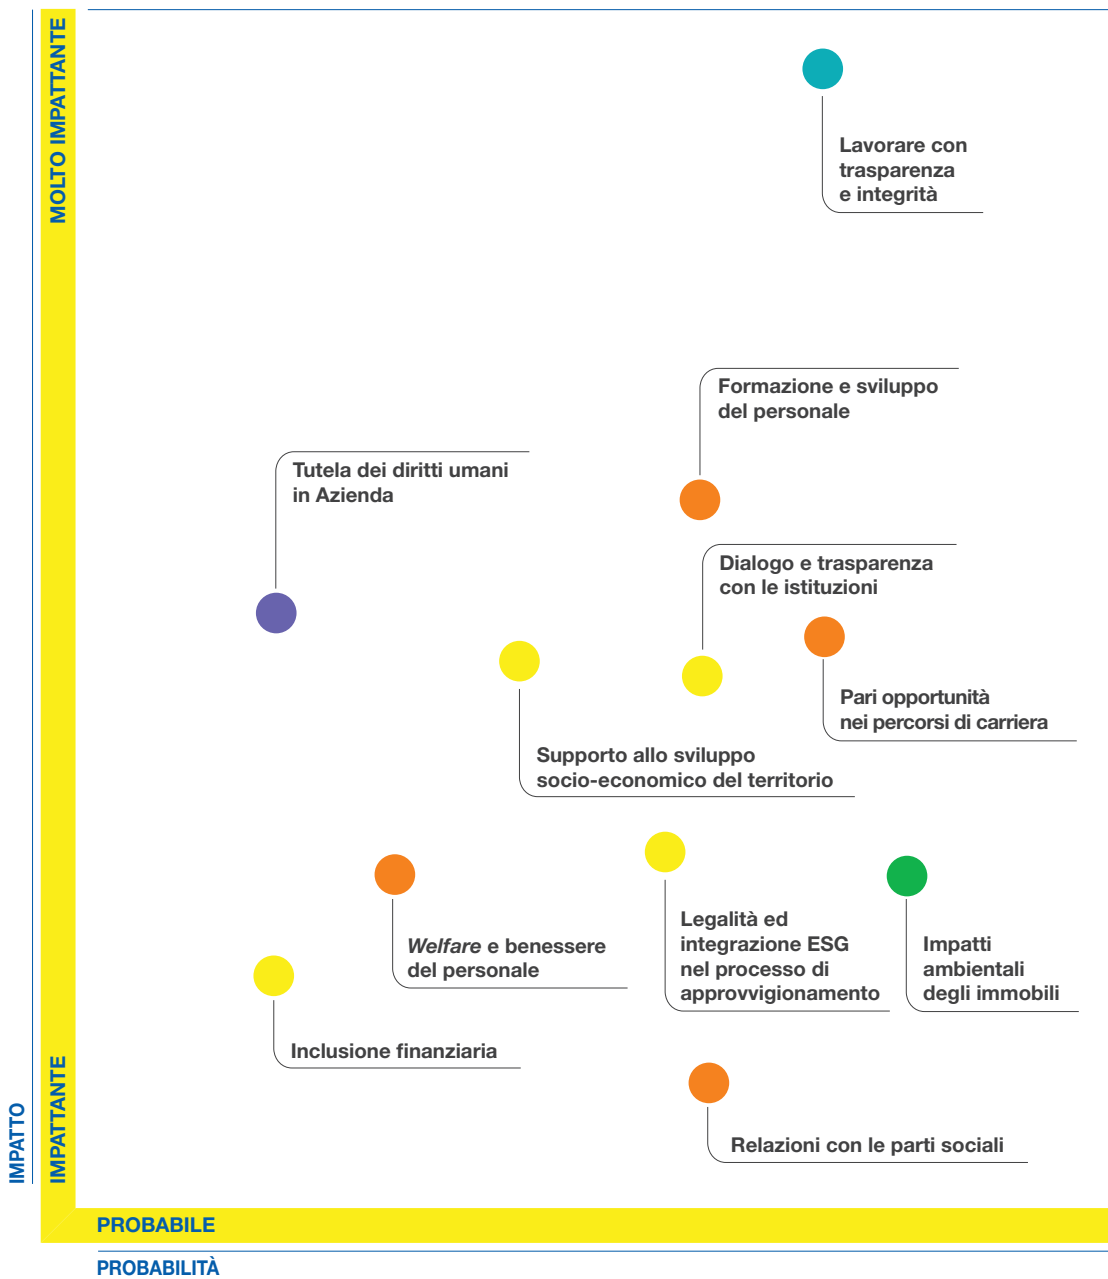 MOLTO IMPATTANTE
Lavorare con
trasparenza
e integrità
Formazione e sviluppo
del personale
Tutela dei diritti umani
in Azienda
Dialogo e trasparenza
con le istituzioni
Pari opportunità
nei percorsi di carriera
Supporto allo sviluppo
socio-economico del territorio
Welfare e benessere
del personale
Legalità ed
integrazione ESG
nel processo di
approvvigionamento
Impatti
ambientali
degli immobili
Inclusione finanziaria
Relazioni con le parti sociali
IMPATTO
IMPATTANTE
PROBABILE
PROBABILITÀ